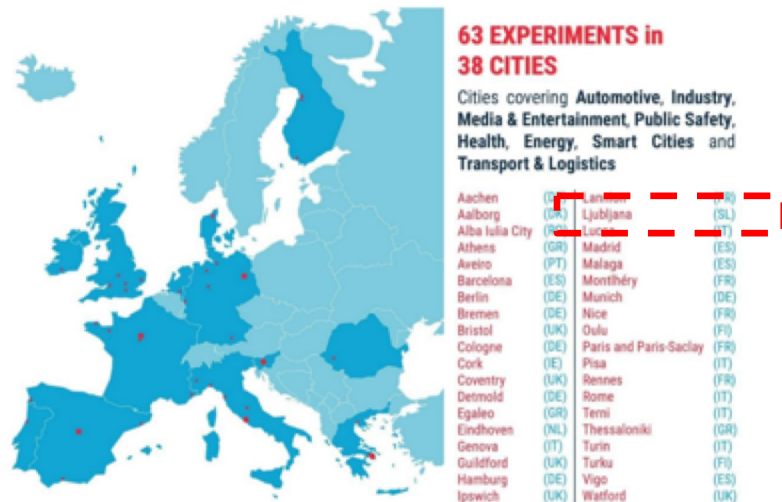 63 EXPERIMENTS in
38 CITIES
Cities covering Automotive, Industry,
Media & Entertainment, Public Safety,
Health, Energy, Smart Cities and
Transport & Logistics
Aachen
Aalborg (DK)
Alba Iulia City
Athens (GR)
Aveiro (PT)
Barcelona (ES)
Berlin (DE)
Bremen (DE)
Bristol (UK)
Cologne (DE)
Cork (IE)
Coventry (UK)
Detmold (DE)
Egaleo (GR)
Eindhoven (NL)
Genova (IT)
Guildford (UK)
Hamburg (DE)
Ipswich (UK)
Lannion (FR)
Ljubljana (SL)
Lucca (IT)
Madrid (ES)
Malaga (ES)
Montlhéry (FR)
Munich (DE)
Nice (FR)
Oulu (FI)
Paris and Paris-Saclay (FR)
Pisa (IT)
Rennes (FR)
Rome (IT)
Terni (IT)
Thessaloniki (GR)
Turin (IT)
Turku (FI)
Vigo (ES)
Watford (UK)